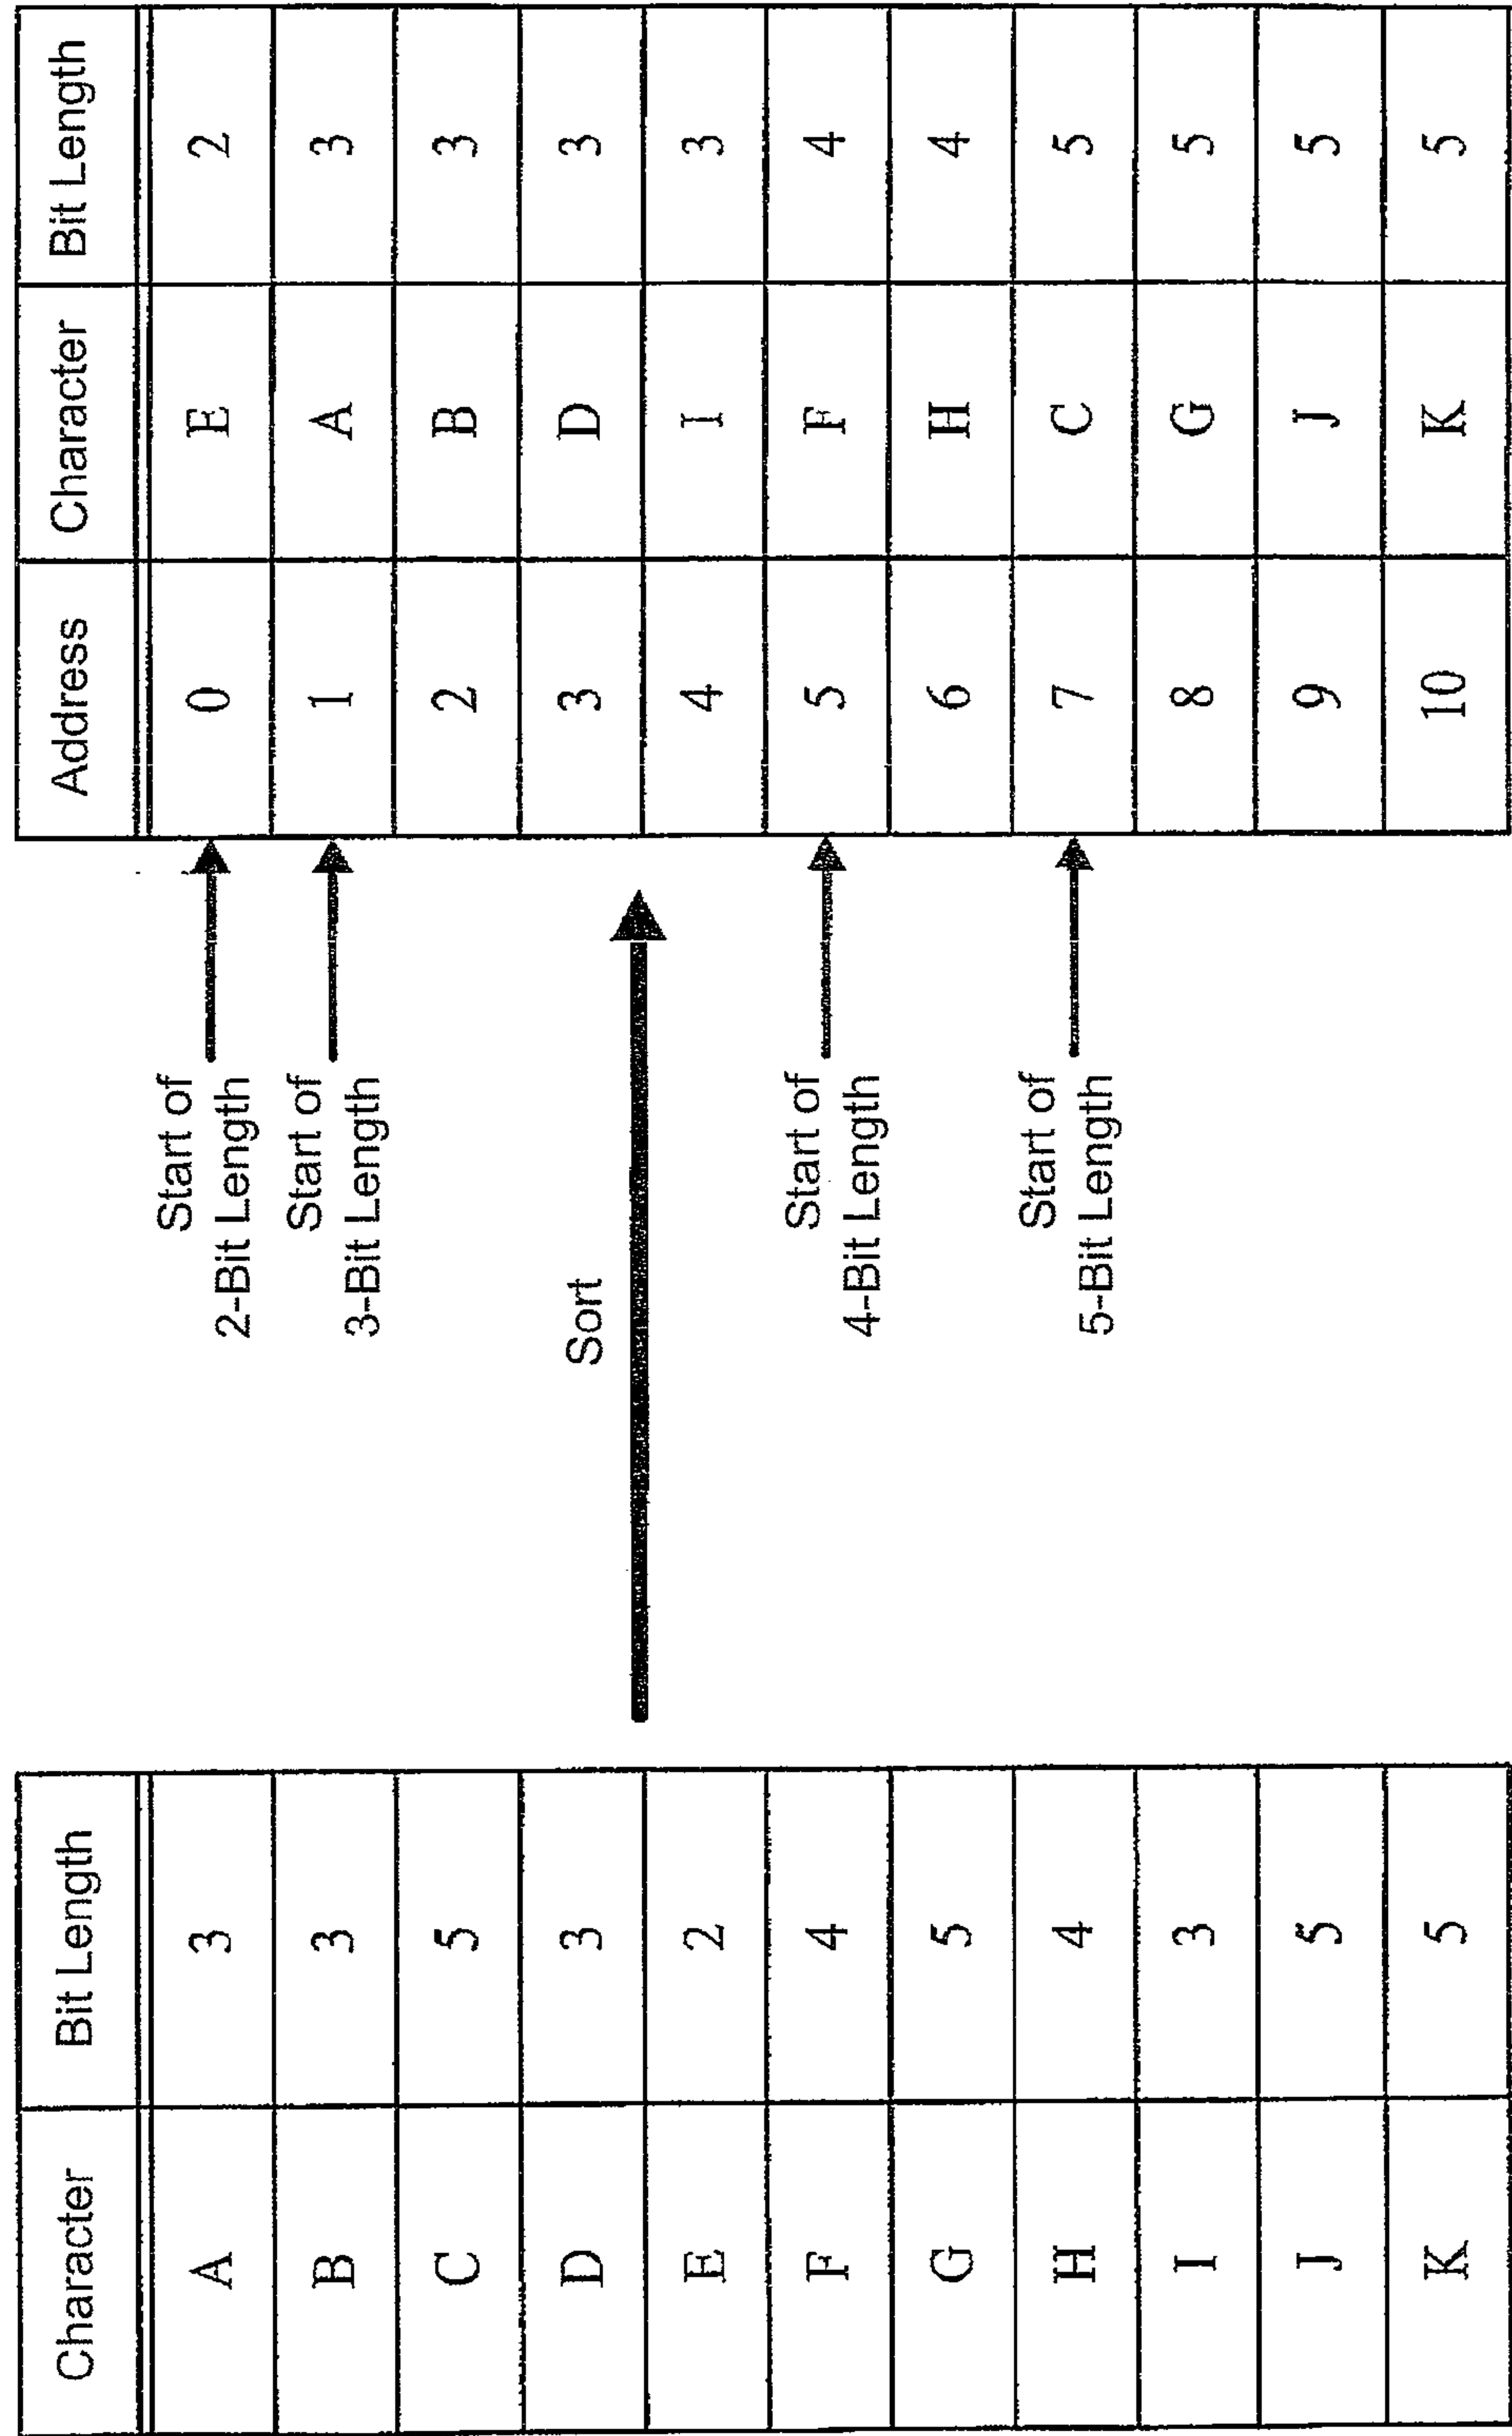 Character Bit Length
A 3
B 3
C 5
D 3
E 2
F 4
G 5
H 4
I 3
J 5
K 5
Sort
Start of
2-Bit Length
Start of
3-Bit Length
Start of
4-Bit Length
Start of
5-Bit Length
Address Character Bit Length
0 E 2
1 A 3
2 B 3
3 D 3
4 I 3
5 F 4
6 H 4
7 C 5
8 G 5
9 J 5
10 K 5